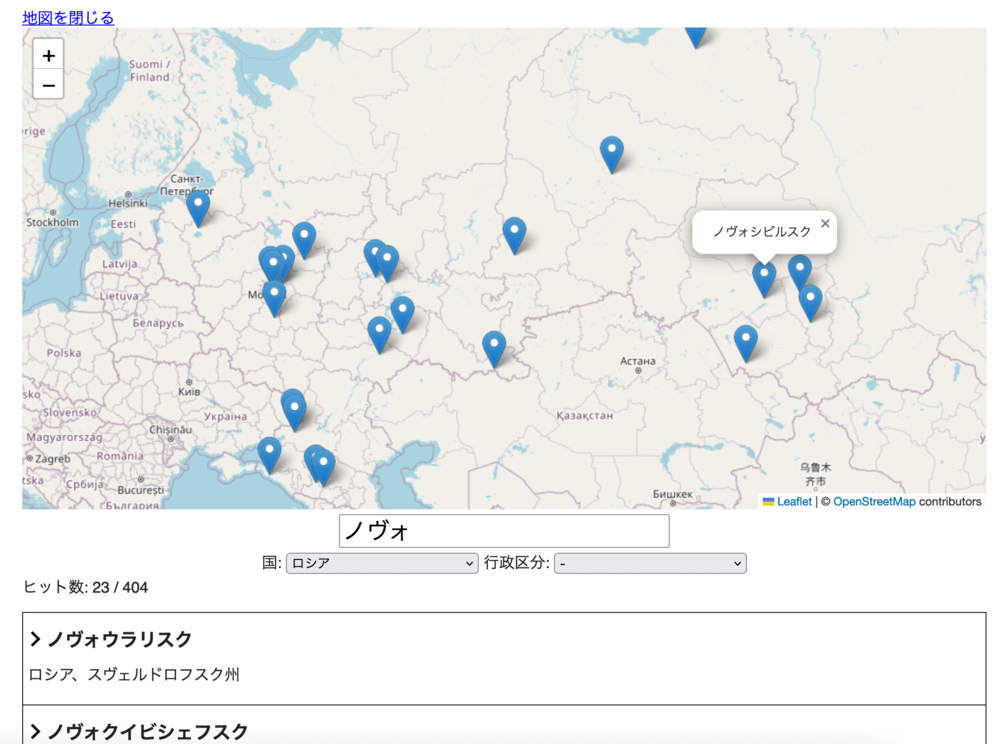 地図を閉じる
+
−
Suomi /
Finland
Санкт-
Петербург
Helsinki
Stockholm
Eesti
Latvija
Lietuva
Беларусь
Polska
Київ
Slovensko
Україна
Chișinău
Magyarország
Zagreb
România
Србија
București
България
Астана
Қазақстан
Бишкек
乌鲁木
齐市
ノヴォシビルスク
×
Leaflet | © OpenStreetMap contributors
ノヴォ
国: ロシア 行政区分: -
ヒット数: 23 / 404
ノヴォウラリスク
ロシア、スヴェルドロフスク州
ノヴォクイビシェフスク